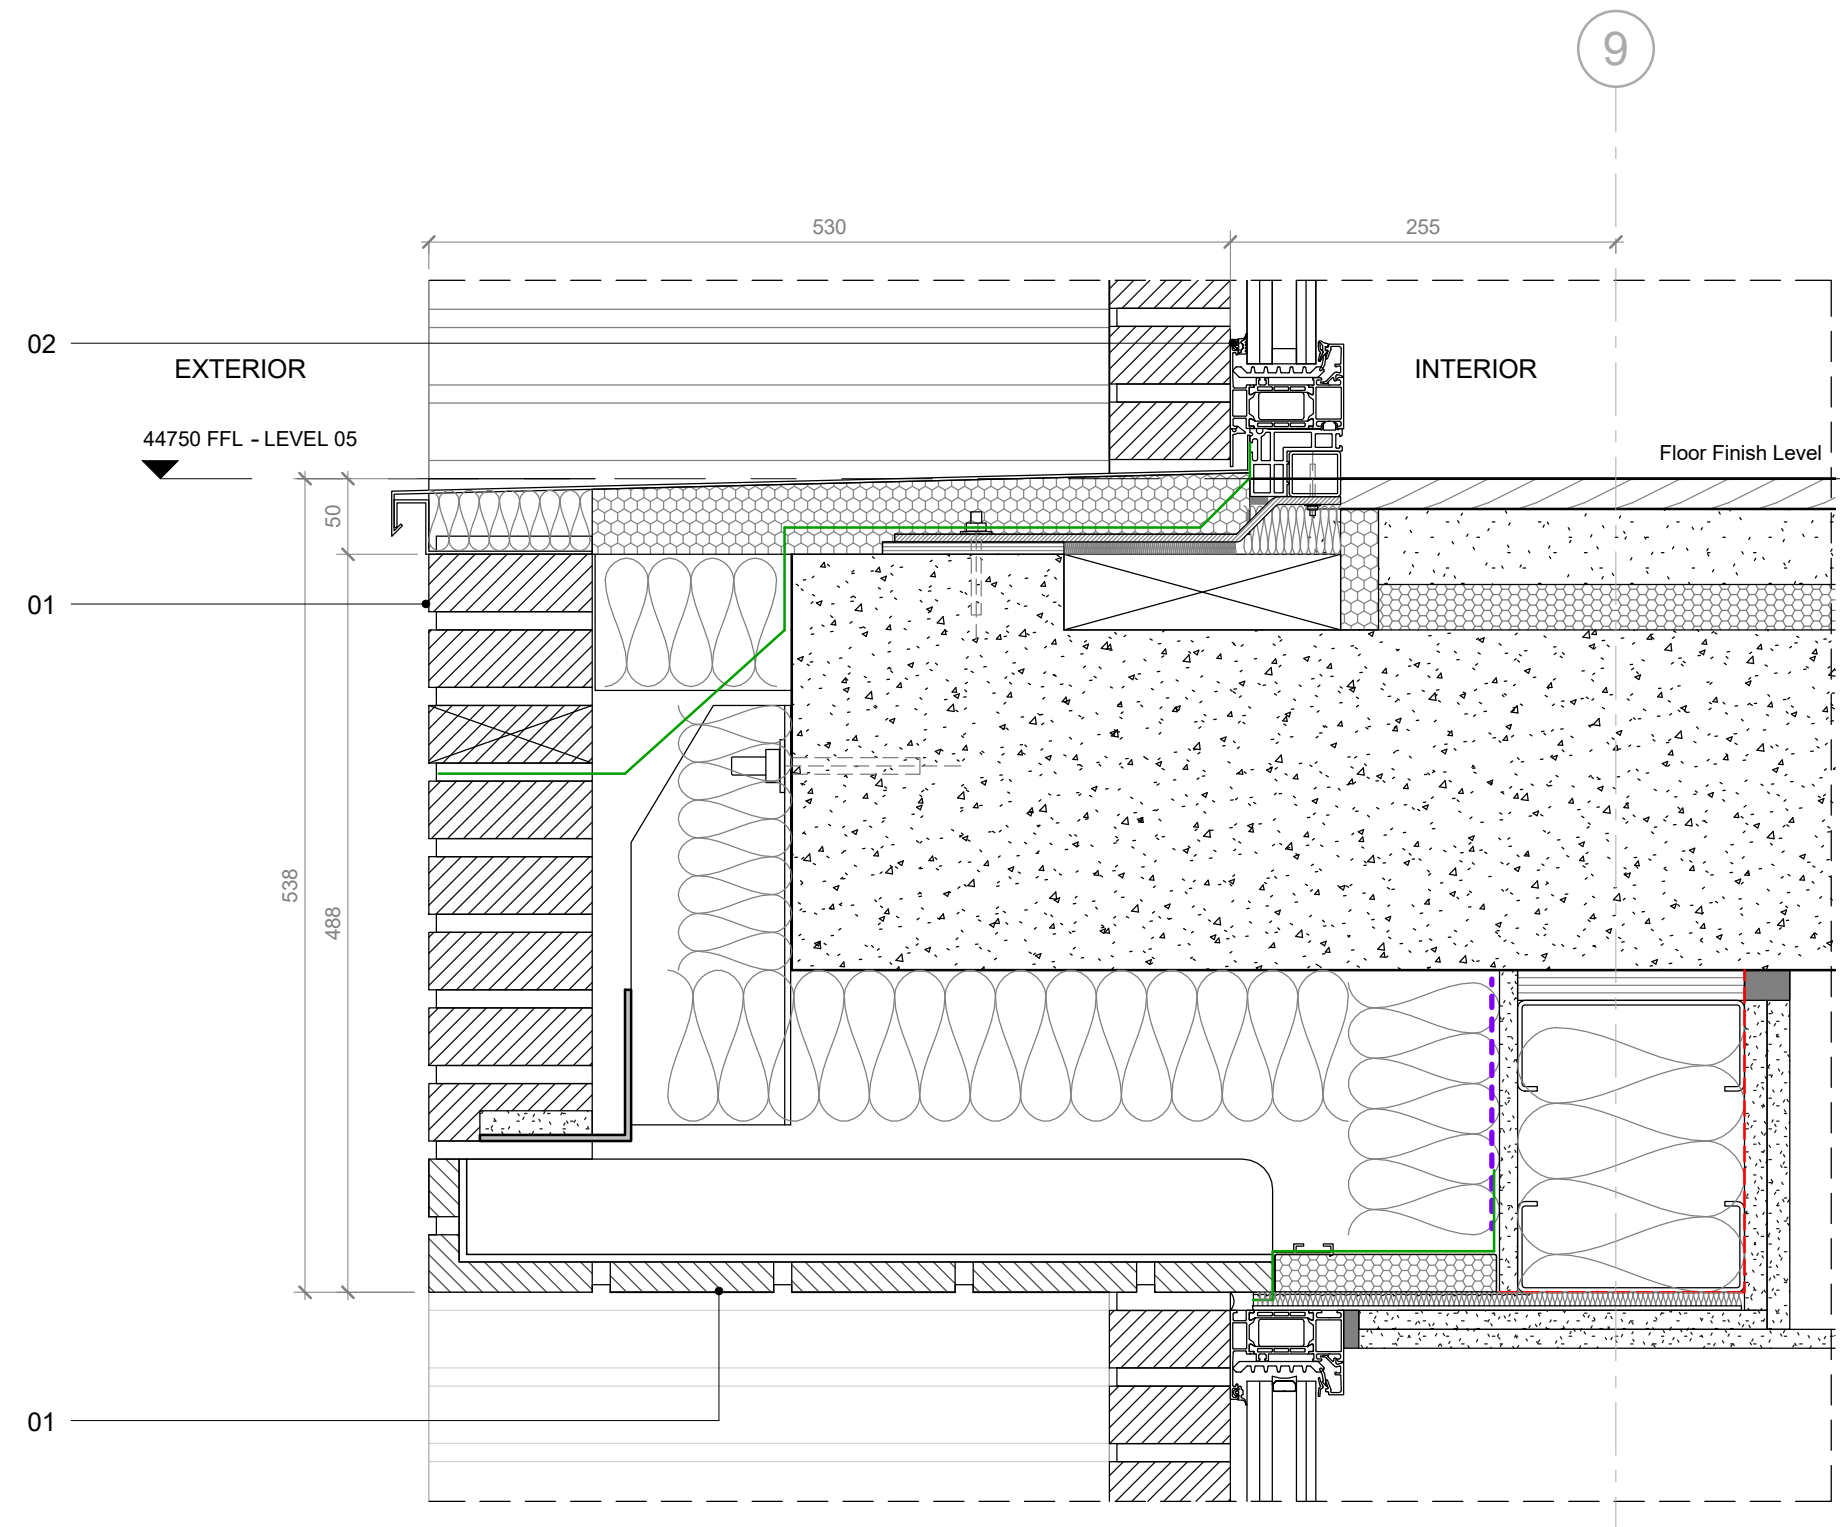 9
530
255
02
EXTERIOR
INTERIOR
44750 FFL - LEVEL 05
Floor Finish Level
50
01
538
488
01